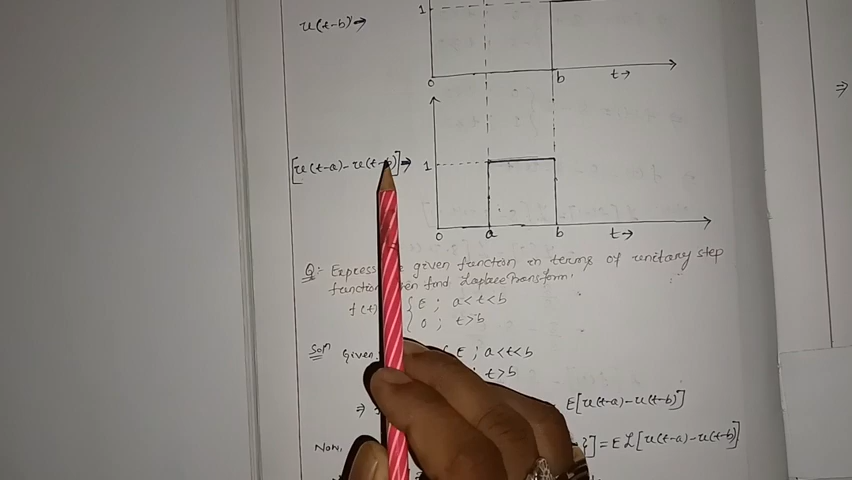 u(t-b)→
1
0
b
t→
[u(t-a)-u(t-b)]→
1
0
a
b
t→
Q:- Express given function in terms of unitary step
function then find Laplace Transform.
f(t) { E ; a<t<b
0 ; t>b
Solⁿ Given, E ; a<t<b
; t>b
⇒ E[u(t-a)-u(t-b)]
Now, ] = E L[u(t-a)-u(t-b)]
⇒